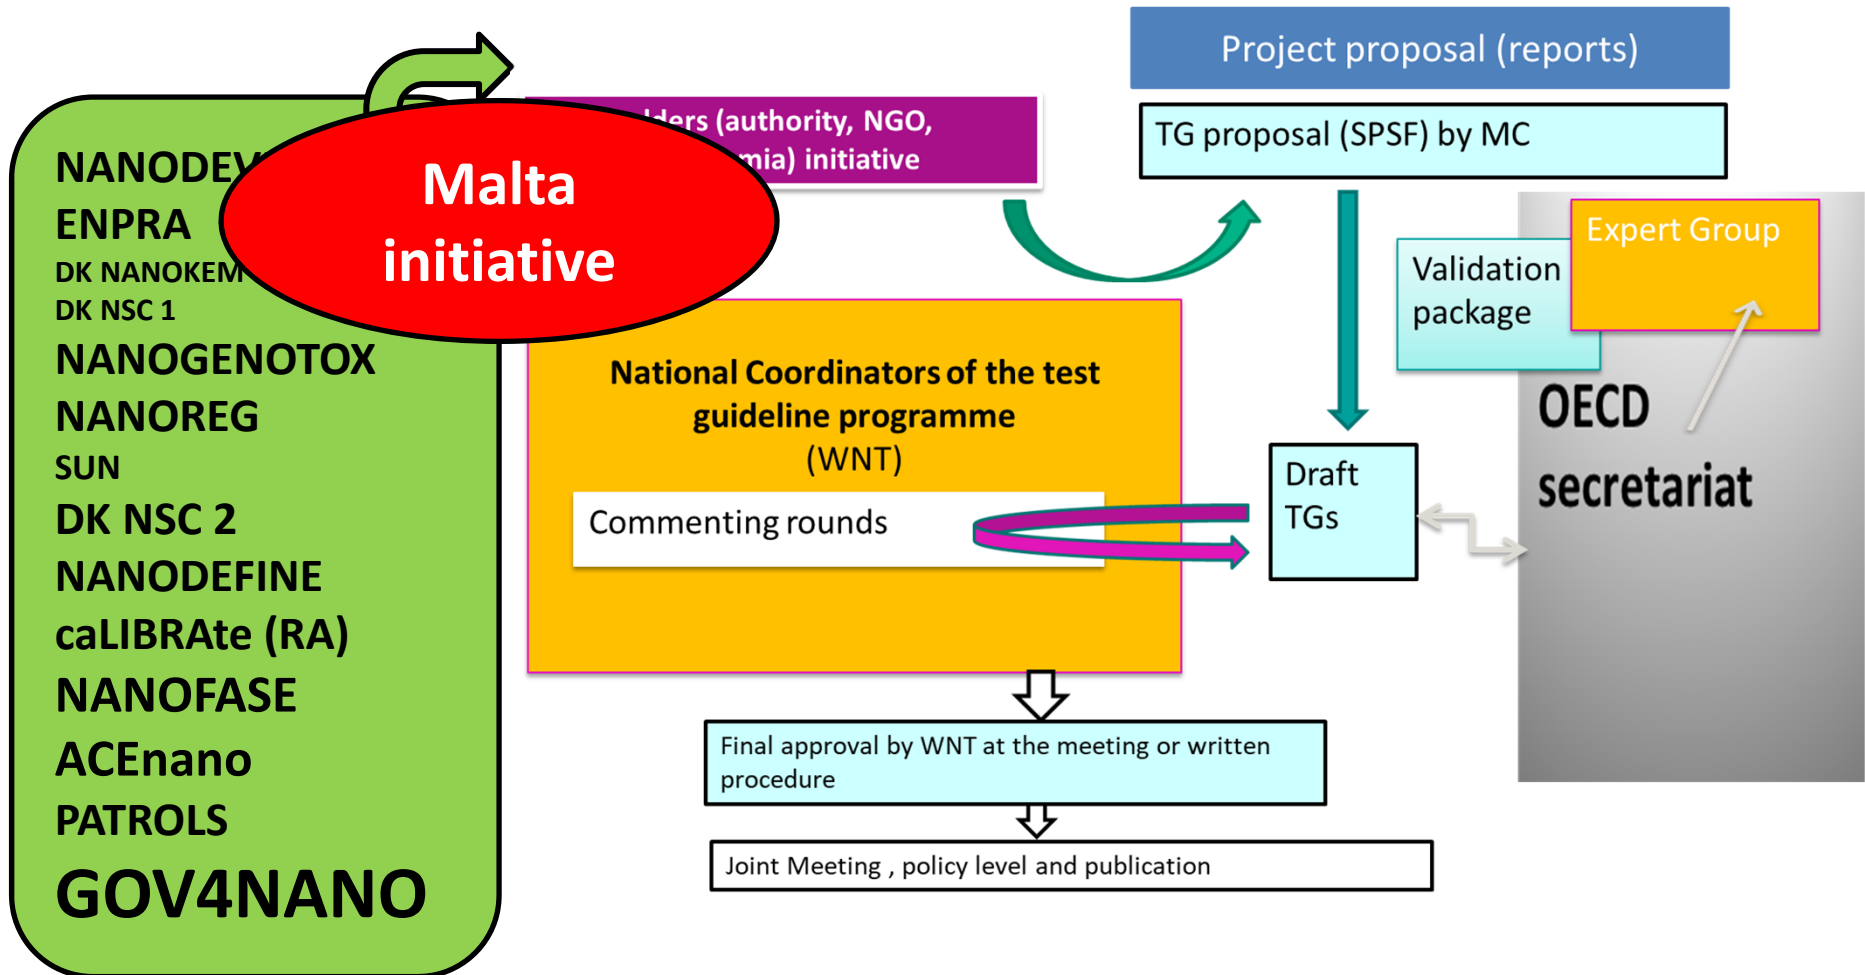 Project proposal (reports)
TG proposal (SPSF) by MC
(authority, NGO,
initiative
Malta
initiative
ENPRA
DK NANOKEM
DK NSC 1
NANOGENOTOX
NANOREG
SUN
DK NSC 2
NANODEFINE
caLIBRAte (RA)
NANOFASE
ACEnano
PATROLS
GOV4NANO
National Coordinators of the test
guideline programme
(WNT)
Commenting rounds
Draft
TGs
Validation
package
Expert Group
OECD
secretariat
Final approval by WNT at the meeting or written
procedure
Joint Meeting , policy level and publication